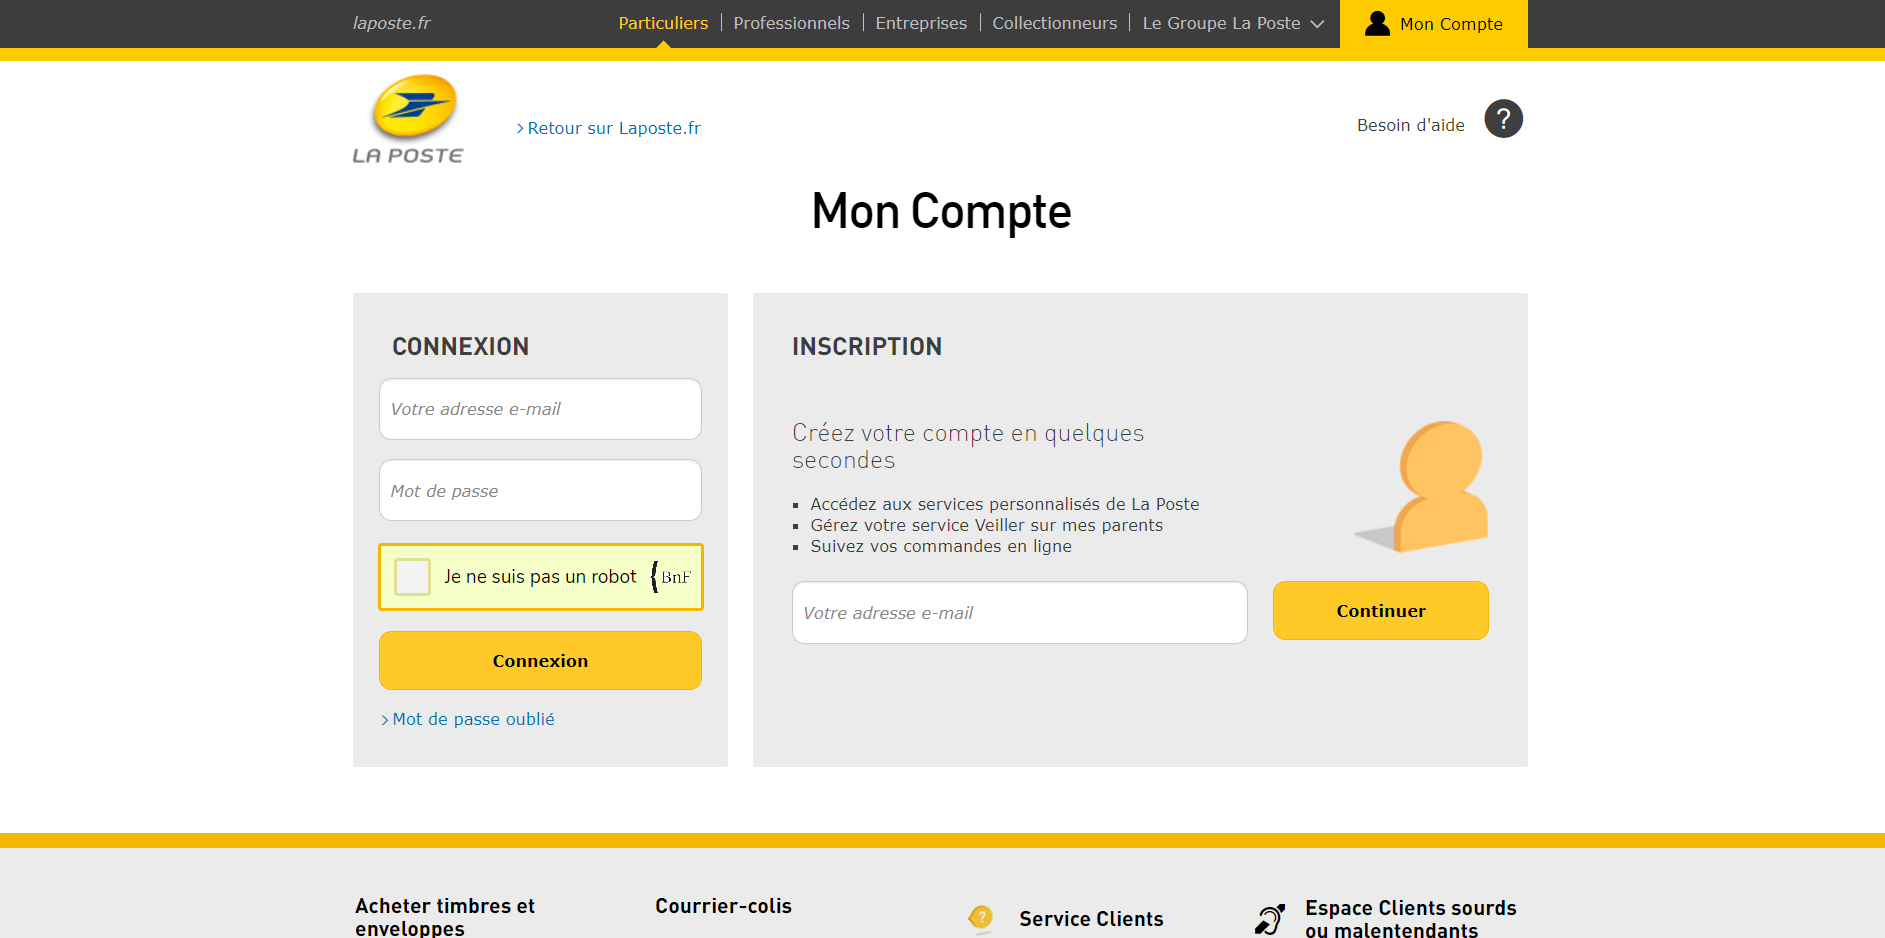 laposte.fr
Particuliers
Professionnels
Entreprises
Collectionneurs
Le Groupe La Poste
Mon Compte
LA POSTE
Retour sur Laposte.fr
Besoin d'aide
?
Mon Compte
CONNEXION
Votre adresse e-mail
Mot de passe
Je ne suis pas un robot
BnF
Connexion
Mot de passe oublié
INSCRIPTION
Créez votre compte en quelques
secondes
Accédez aux services personnalisés de La Poste
Gérez votre service Veiller sur mes parents
Suivez vos commandes en ligne
Votre adresse e-mail
Continuer
Acheter timbres et
enveloppes
Courrier-colis
?
Service Clients
Espace Clients sourds
ou malentendants